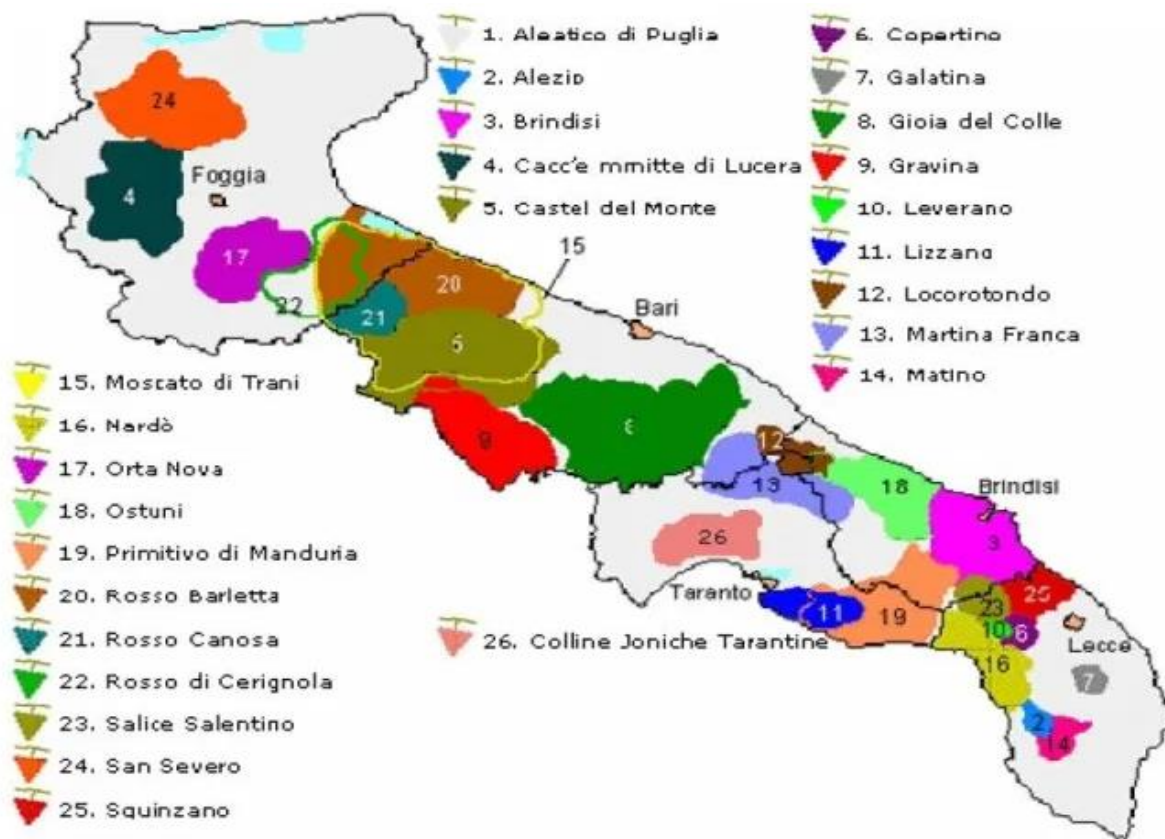 1. Aleatico di Puglia
2. Alezio
3. Brindisi
4. Cacc'e mmitte di Lucera
5. Castel del Monte
6. Copertino
7. Galatina
8. Gioia del Colle
9. Gravina
10. Leverano
11. Lizzano
12. Locorotondo
13. Martina Franca
14. Matino
15. Moscato di Trani
16. Nardò
17. Orta Nova
18. Ostuni
19. Primitivo di Manduria
20. Rosso Barletta
21. Rosso Canosa
22. Rosso di Cerignola
23. Salice Salentino
24. San Severo
25. Squinzano
26. Colline Joniche Tarantine
24
4
Foggia
17
22
20
15
21
5
Bari
9
8
12
13
18
Brindisi
3
26
Taranto
11
19
23
25
10
6
Lecce
16
7
2
14